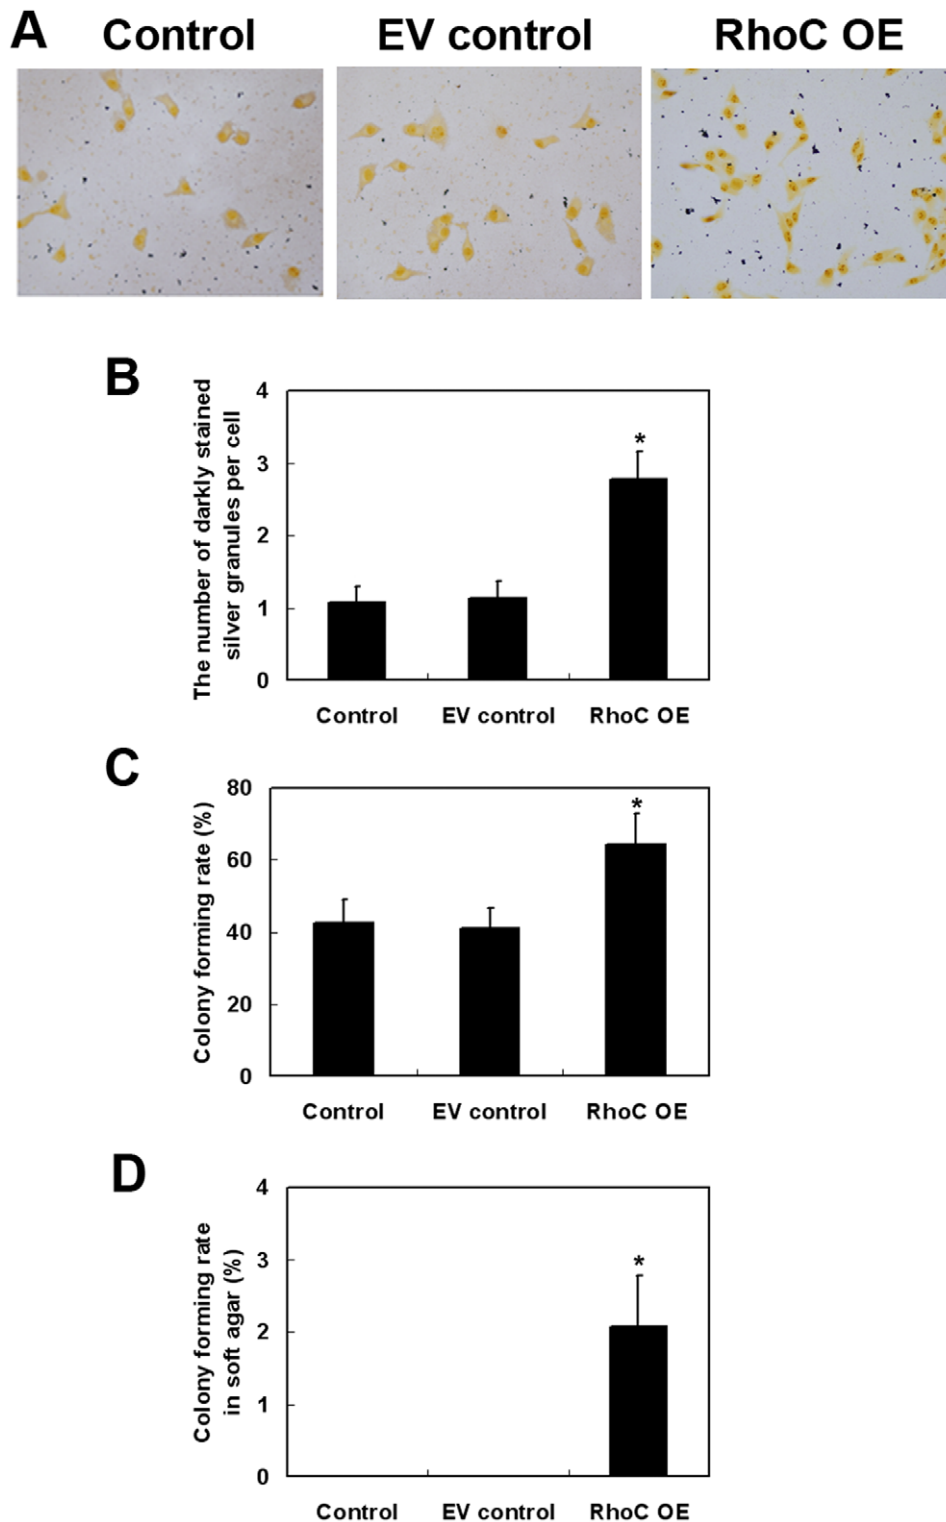 A
Control
EV control
RhoC OE
B
The number of darkly stained
silver granules per cell
4
3
2
1
0
*
Control
EV control
RhoC OE
C
Colony forming rate (%)
80
60
40
20
0
*
Control
EV control
RhoC OE
D
Colony forming rate
in soft agar (%)
4
3
2
1
0
*
Control
EV control
RhoC OE